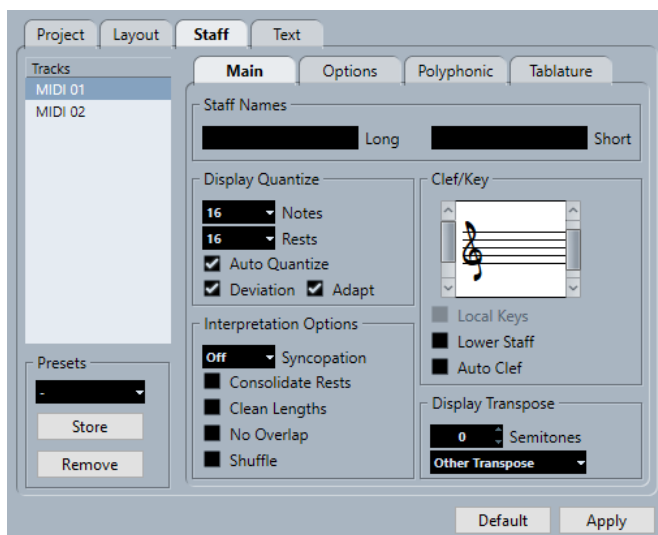 Project Layout Staff Text
Tracks
MIDI 01
MIDI 02
Presets
-
Store
Remove
Main Options Polyphonic Tablature
Staff Names
Long Short
Display Quantize
16 Notes
16 Rests
Auto Quantize
Deviation Adapt
Interpretation Options
Off Syncopation
Consolidate Rests
Clean Lengths
No Overlap
Shuffle
Clef/Key
Local Keys
Lower Staff
Auto Clef
Display Transpose
0 Semitones
Other Transpose
Default Apply